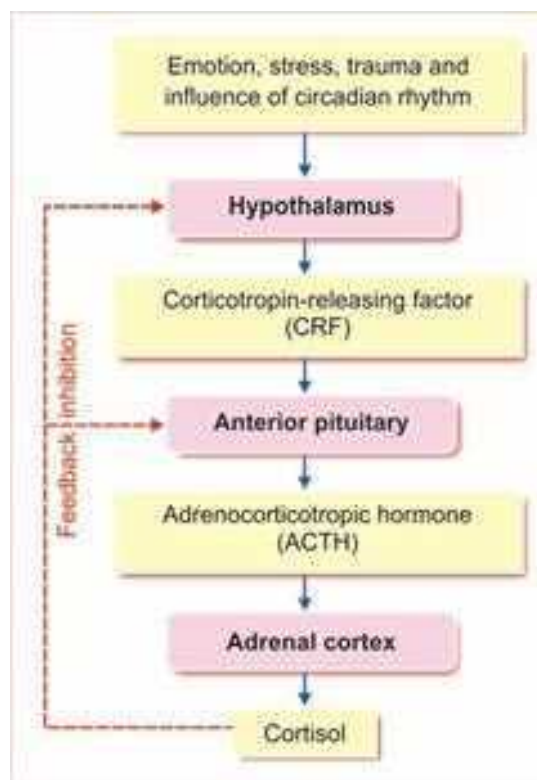 Emotion, stress, trauma and
influence of circadian rhythm
Hypothalamus
Corticotropin-releasing factor
(CRF)
Anterior pituitary
Adrenocorticotropic hormone
(ACTH)
Adrenal cortex
Cortisol
Feedback inhibition